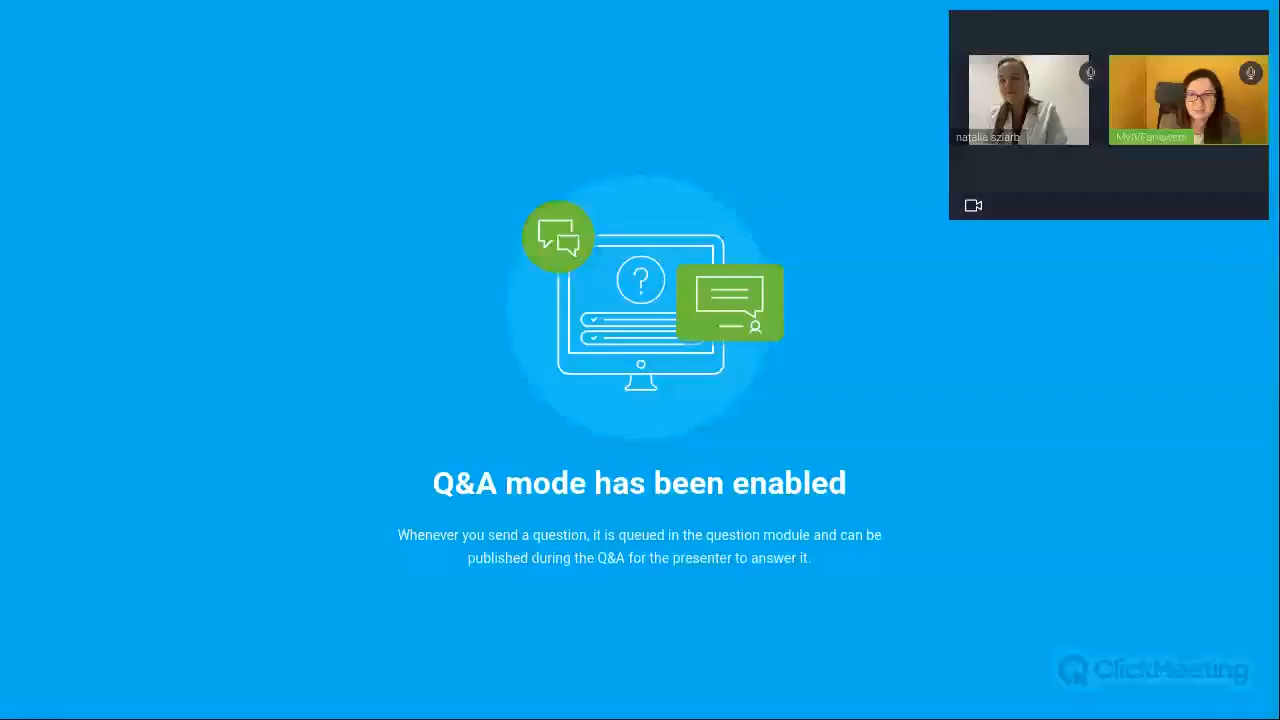 natalia szlarb
MyIVFanswers
Q&A mode has been enabled
Whenever you send a question, it is queued in the question module and can be
published during the Q&A for the presenter to answer it.
ClickMeeting